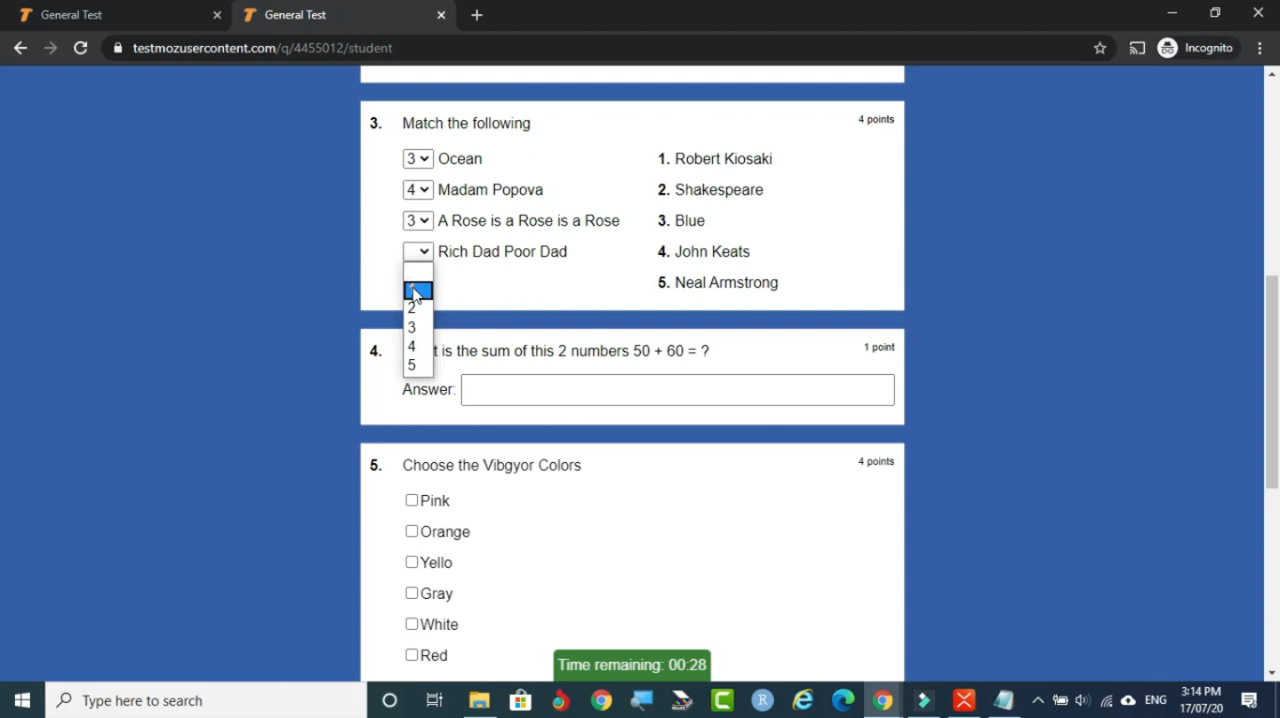 General Test
General Test
testmozusercontent.com/q/4455012/student
Incognito
3. Match the following
4 points
3 Ocean
1. Robert Kiosaki
4 Madam Popova
2. Shakespeare
3 A Rose is a Rose is a Rose
3. Blue
Rich Dad Poor Dad
4. John Keats
5. Neal Armstrong
2
3
4
5
4. t is the sum of this 2 numbers 50 + 60 = ?
1 point
Answer:
5. Choose the Vibgyor Colors
4 points
Pink
Orange
Yello
Gray
White
Red
Time remaining: 00:28
Type here to search
ENG
3:14 PM
17/07/20